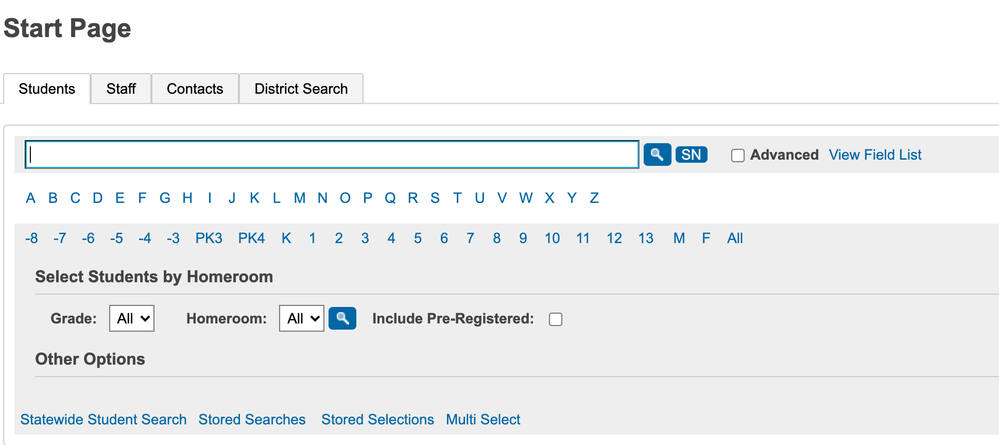 Start Page
Students Staff Contacts District Search
SN Advanced View Field List
A B C D E F G H I J K L M N O P Q R S T U V W X Y Z
-8 -7 -6 -5 -4 -3 PK3 PK4 K 1 2 3 4 5 6 7 8 9 10 11 12 13 M F All
Select Students by Homeroom
Grade: All Homeroom: All Include Pre-Registered:
Other Options
Statewide Student Search Stored Searches Stored Selections Multi Select